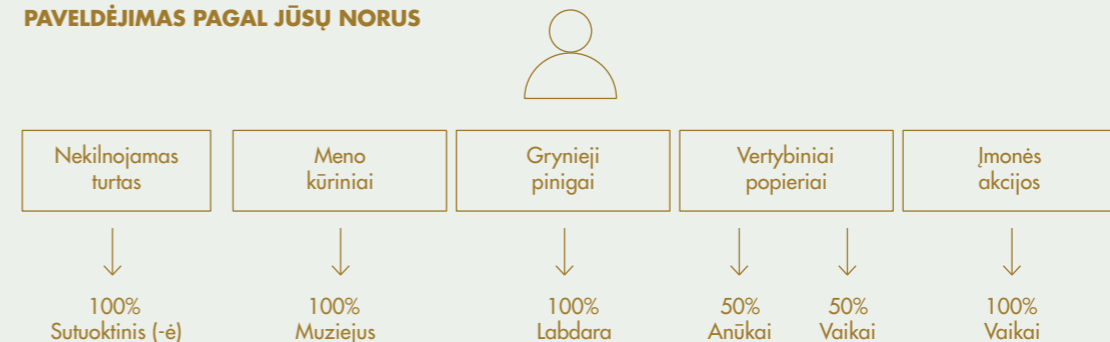 PAVELDĖJIMAS PAGAL JŪSŲ NORUS
Nekilnojamas
turtas
Meno
kūriniai
Grynieji
pinigai
Vertybiniai
popieriai
Įmonės
akcijos
100%
Sutuoktinis (-ė)
100%
Muziejus
100%
Labdara
50%
Anūkai
50%
Vaikai
100%
Vaikai